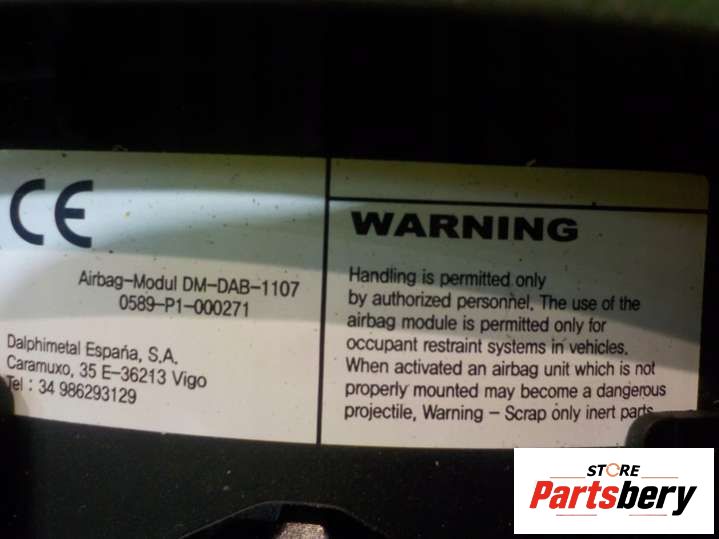 CE
Airbag-Modul DM-DAB-1107
0589-P1-000271
Dalphimetal España, S.A.
Caramuxo, 35 E-36213 Vigo
Tel : 34 986293129
WARNING
Handling is permitted only
by authorized personnel. The use of the
airbag module is permitted only for
occupant restraint systems in vehicles.
When activated an airbag unit which is not
properly mounted may become a dangerous
projectile, Warning - Scrap only inert parts
STORE
Partsbery